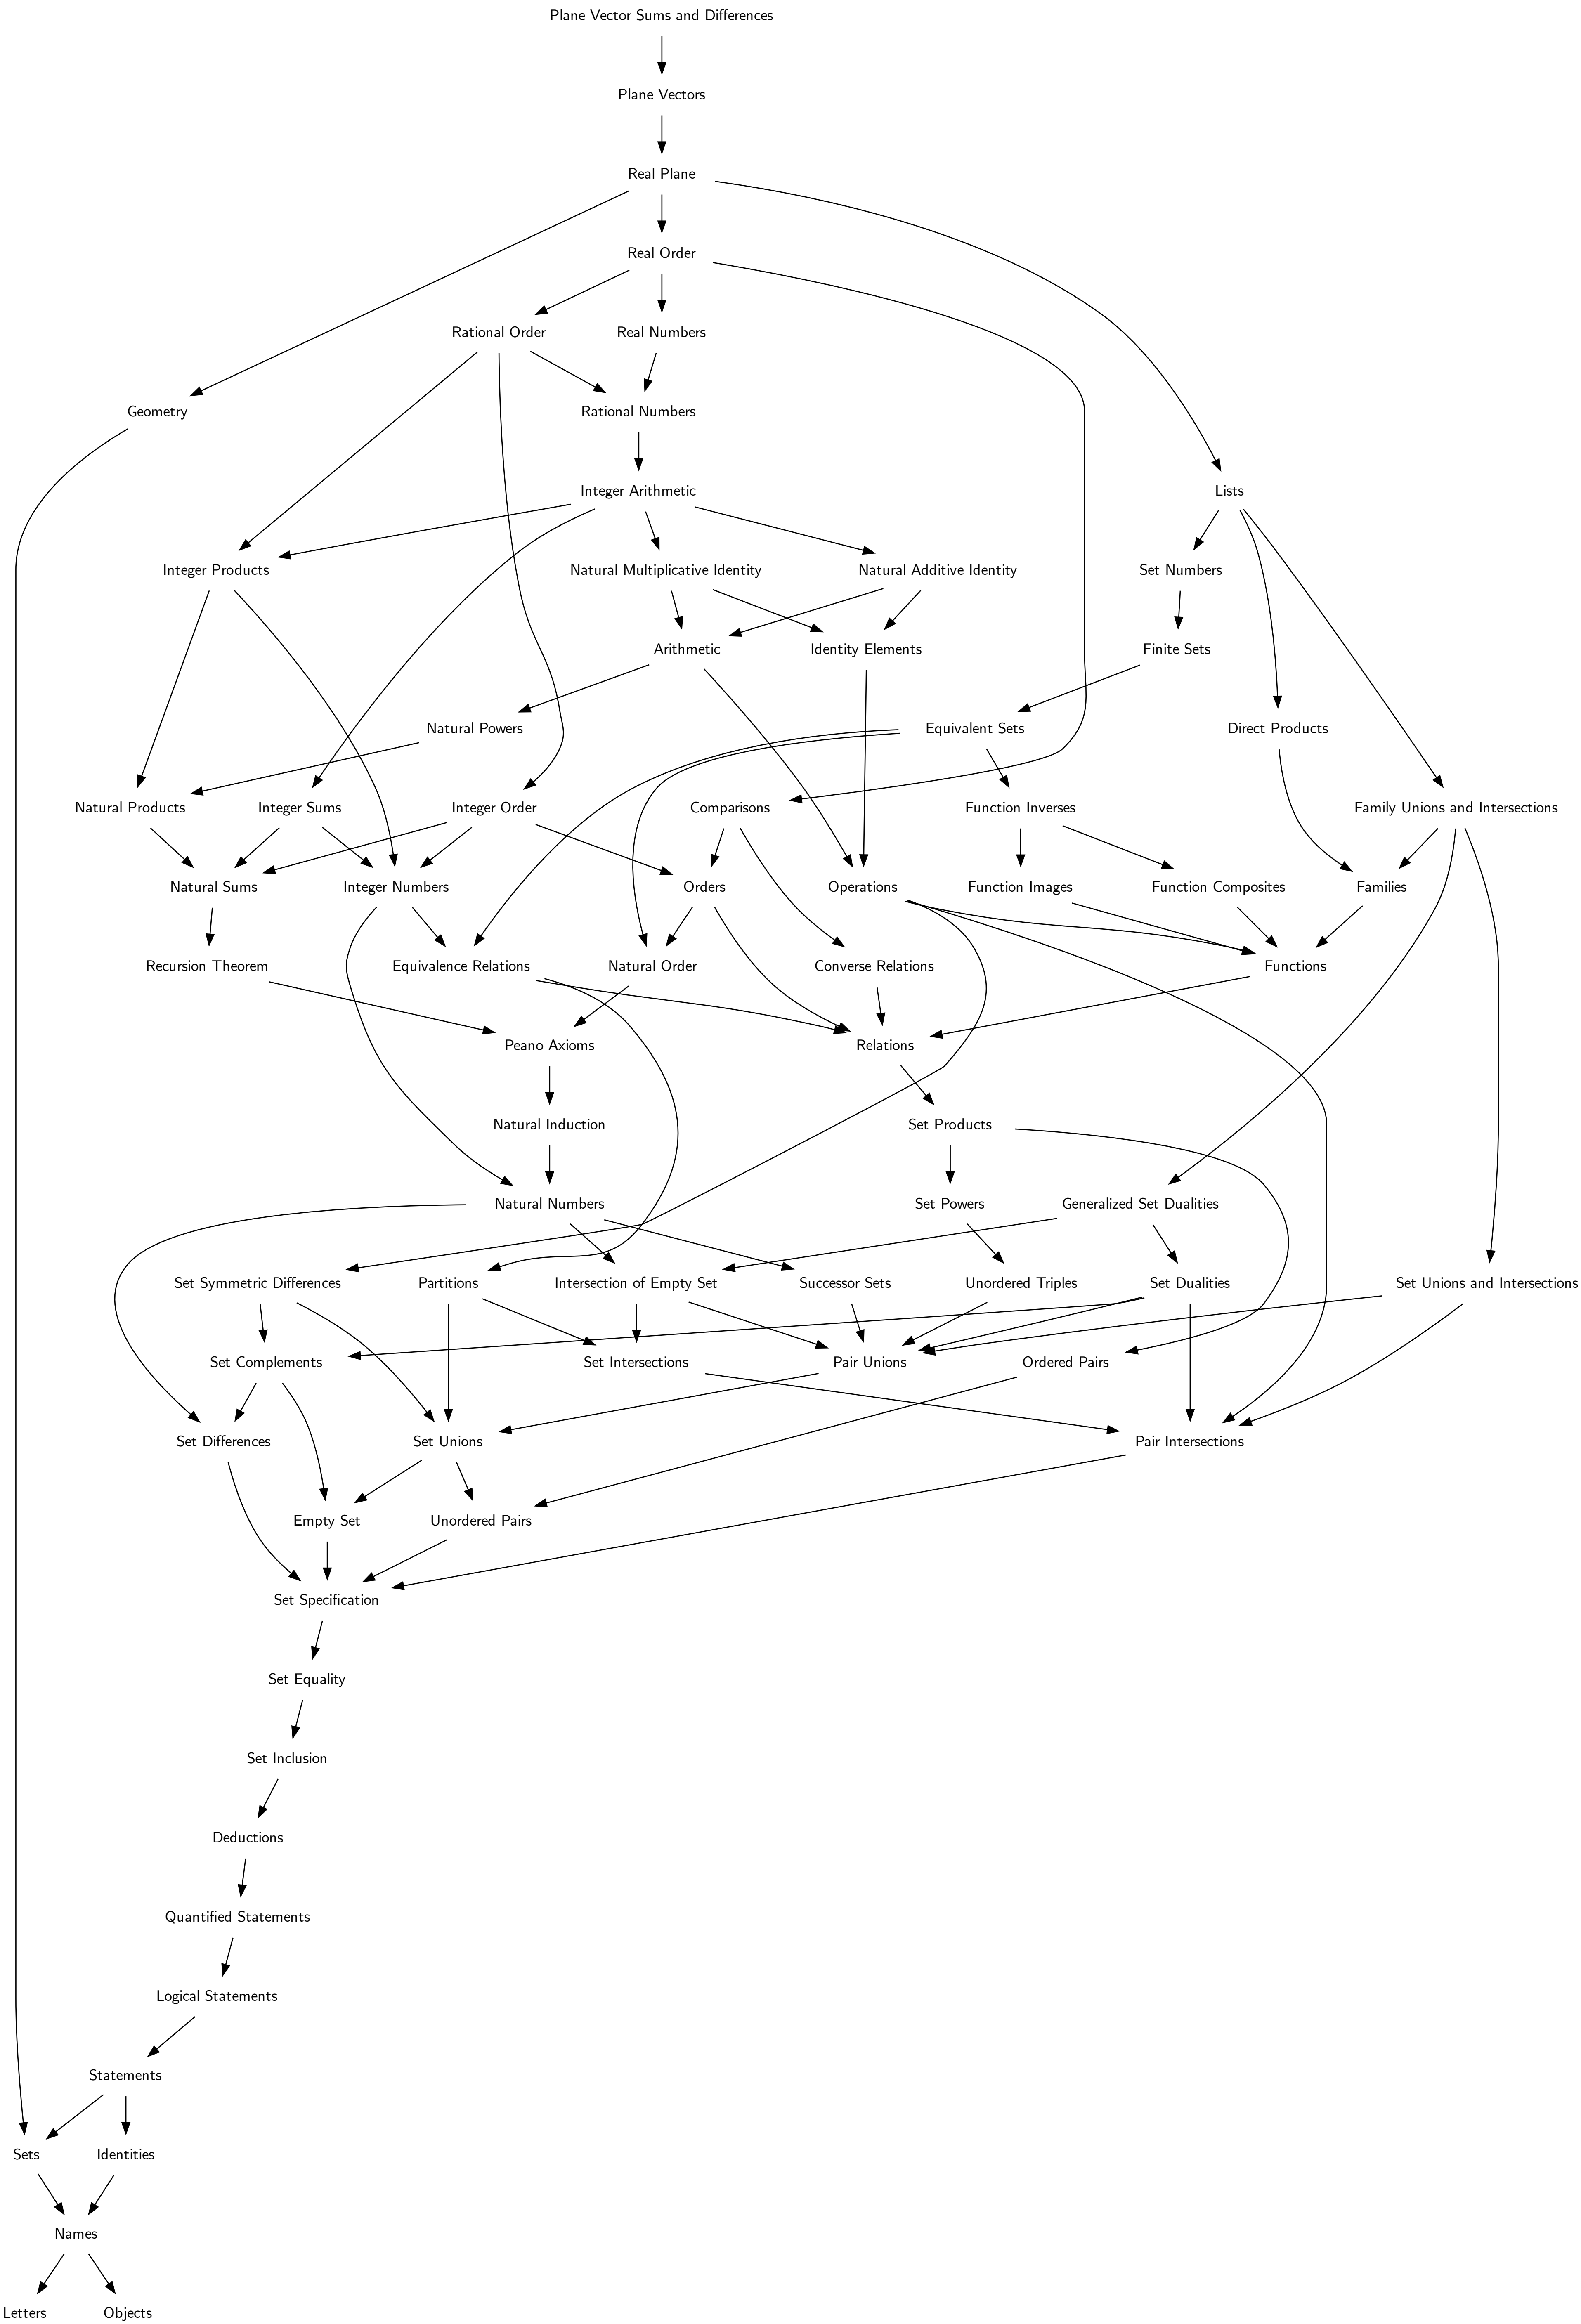 Plane Vector Sums and Differences
Plane Vectors
Real Plane
Real Order
Rational Order
Real Numbers
Geometry
Rational Numbers
Integer Arithmetic
Lists
Integer Products
Natural Multiplicative Identity
Natural Additive Identity
Set Numbers
Arithmetic
Identity Elements
Finite Sets
Natural Powers
Equivalent Sets
Direct Products
Natural Products
Integer Sums
Integer Order
Comparisons
Function Inverses
Family Unions and Intersections
Natural Sums
Integer Numbers
Orders
Operations
Function Images
Function Composites
Families
Recursion Theorem
Equivalence Relations
Natural Order
Converse Relations
Functions
Peano Axioms
Relations
Natural Induction
Set Products
Natural Numbers
Set Powers
Generalized Set Dualities
Set Symmetric Differences
Partitions
Intersection of Empty Set
Successor Sets
Unordered Triples
Set Dualities
Set Unions and Intersections
Set Complements
Set Intersections
Pair Unions
Ordered Pairs
Set Differences
Set Unions
Pair Intersections
Empty Set
Unordered Pairs
Set Specification
Set Equality
Set Inclusion
Deductions
Quantified Statements
Logical Statements
Statements
Sets
Identities
Names
Letters
Objects